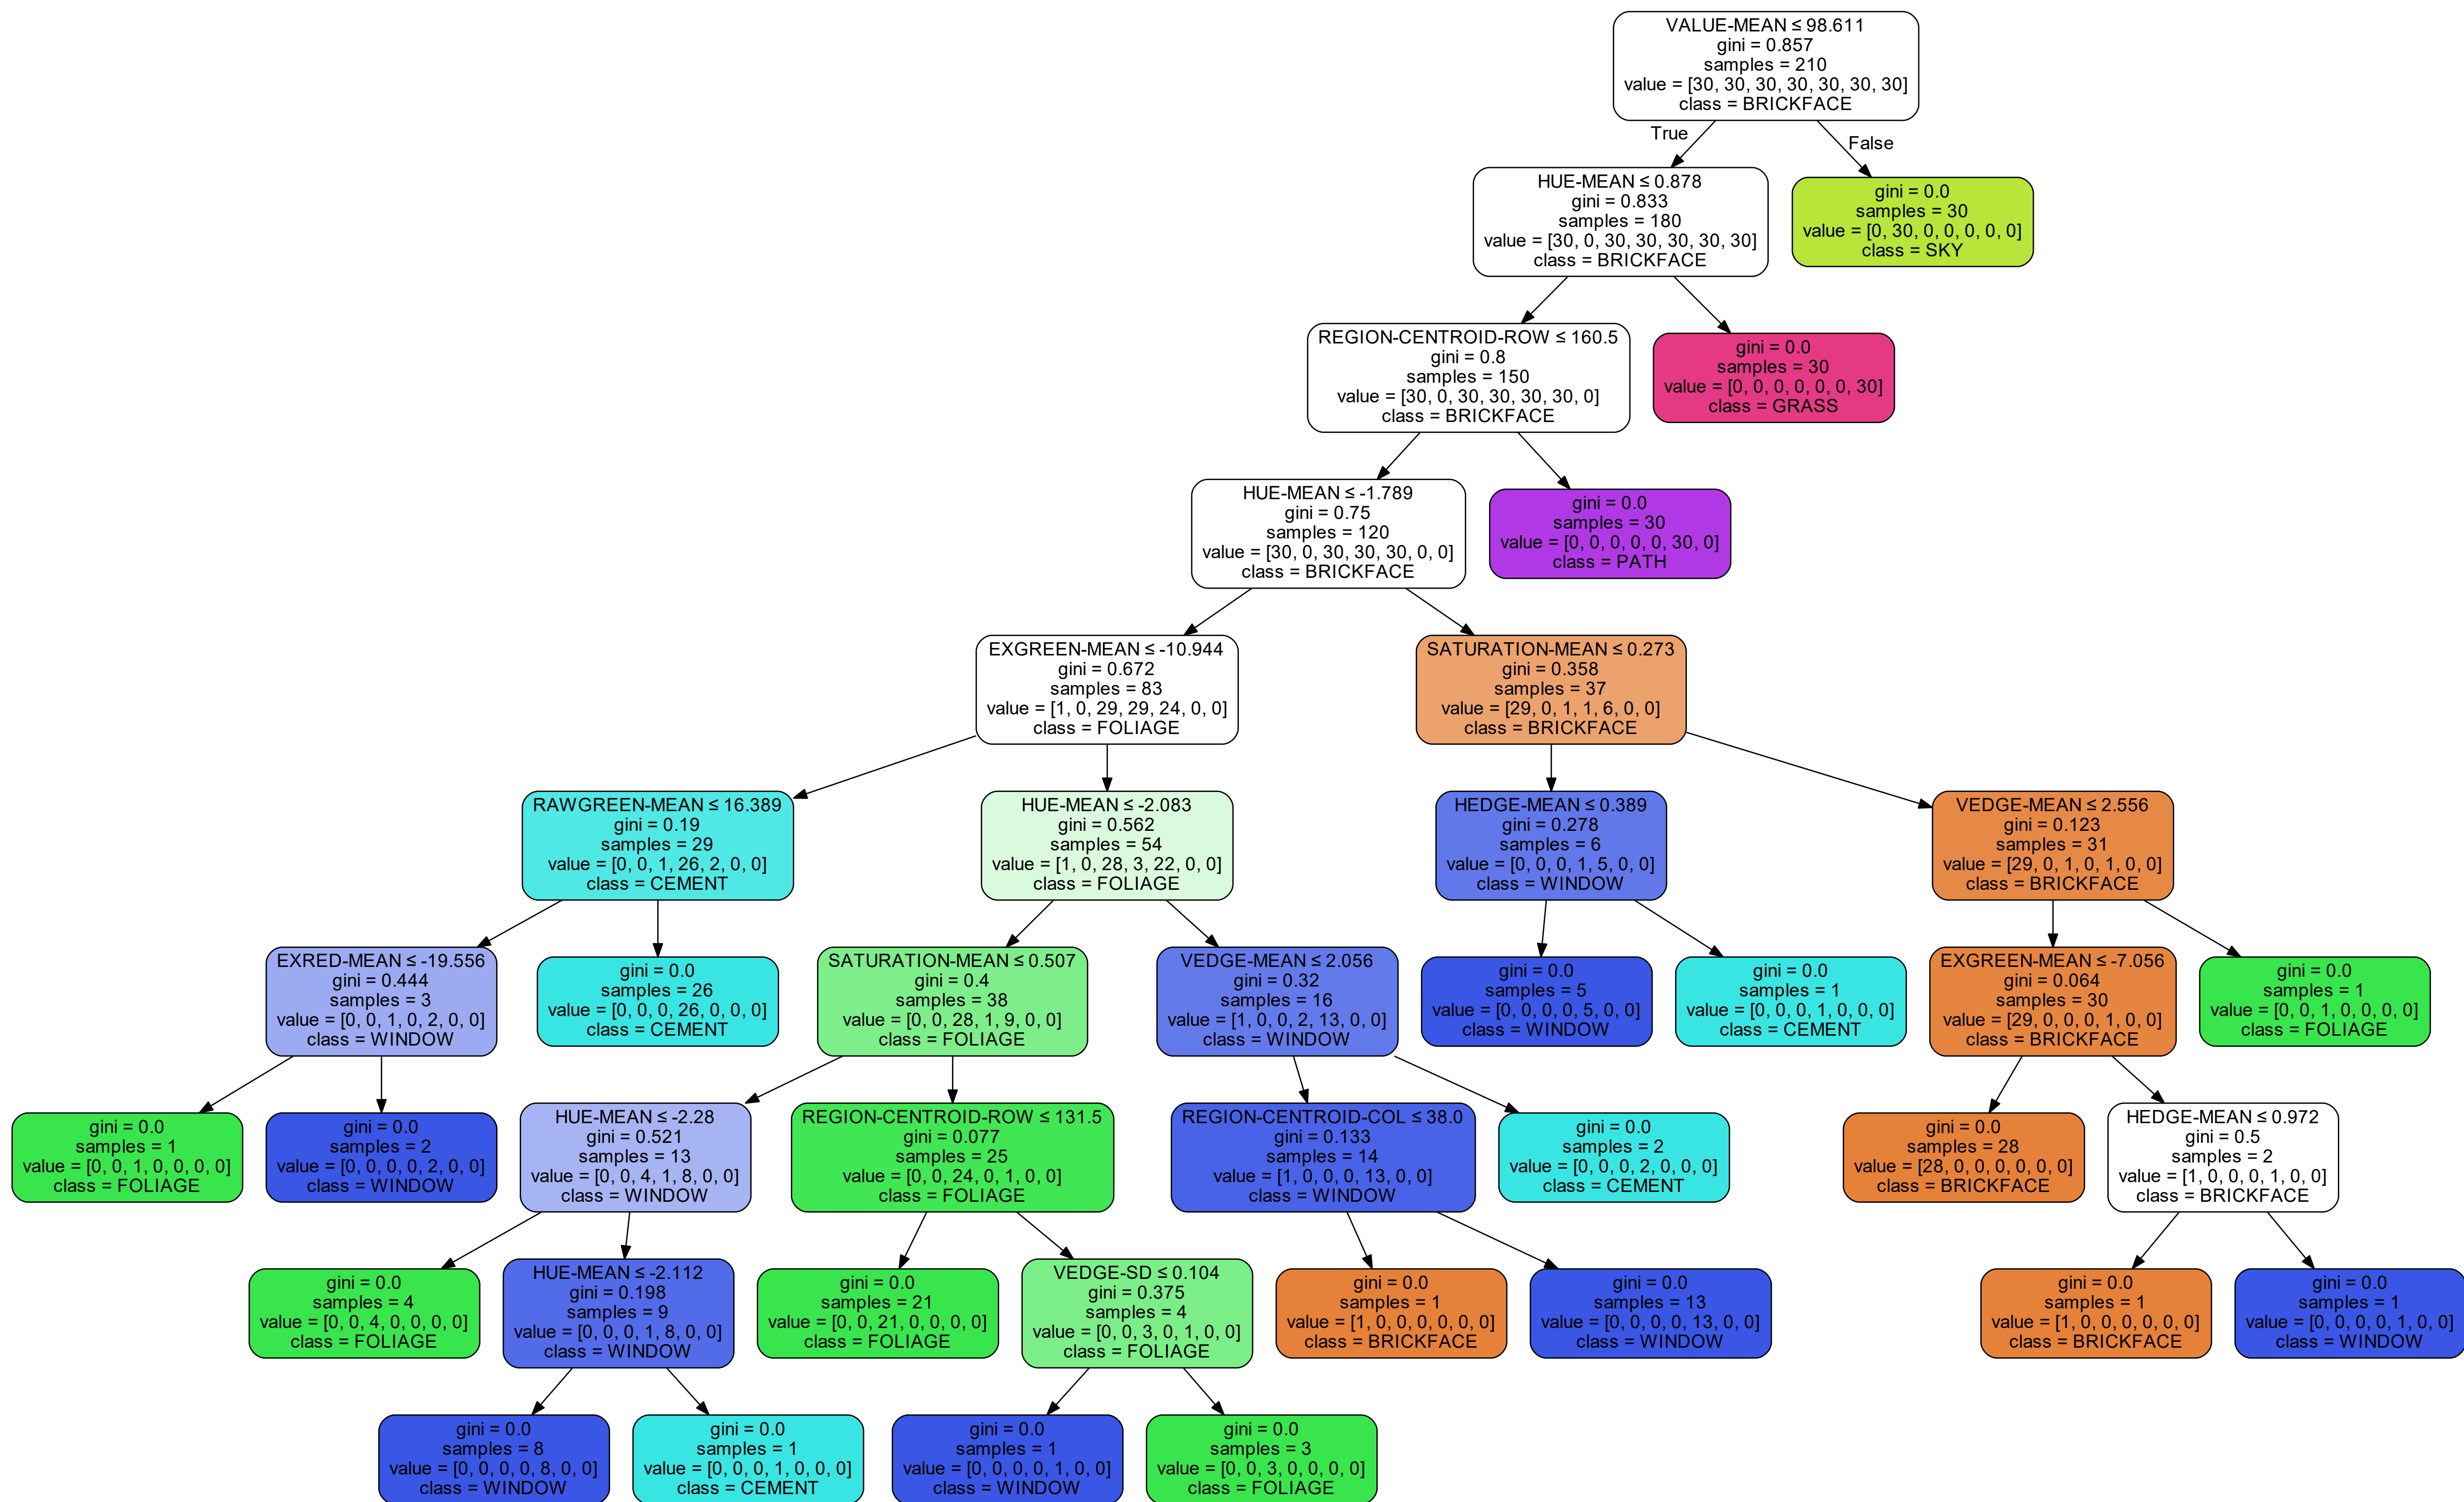 VALUE-MEAN ≤ 98.611
gini = 0.857
samples = 210
value = [30, 30, 30, 30, 30, 30, 30]
class = BRICKFACE
True
False
HUE-MEAN ≤ 0.878
gini = 0.833
samples = 180
value = [30, 0, 30, 30, 30, 30, 30]
class = BRICKFACE
gini = 0.0
samples = 30
value = [0, 30, 0, 0, 0, 0, 0]
class = SKY
REGION-CENTROID-ROW ≤ 160.5
gini = 0.8
samples = 150
value = [30, 0, 30, 30, 30, 30, 0]
class = BRICKFACE
gini = 0.0
samples = 30
value = [0, 0, 0, 0, 0, 0, 30]
class = GRASS
HUE-MEAN ≤ -1.789
gini = 0.75
samples = 120
value = [30, 0, 30, 30, 30, 0, 0]
class = BRICKFACE
gini = 0.0
samples = 30
value = [0, 0, 0, 0, 0, 30, 0]
class = PATH
EXGREEN-MEAN ≤ -10.944
gini = 0.672
samples = 83
value = [1, 0, 29, 29, 24, 0, 0]
class = FOLIAGE
SATURATION-MEAN ≤ 0.273
gini = 0.358
samples = 37
value = [29, 0, 1, 1, 6, 0, 0]
class = BRICKFACE
RAWGREEN-MEAN ≤ 16.389
gini = 0.19
samples = 29
value = [0, 0, 1, 26, 2, 0, 0]
class = CEMENT
HUE-MEAN ≤ -2.083
gini = 0.562
samples = 54
value = [1, 0, 28, 3, 22, 0, 0]
class = FOLIAGE
HEDGE-MEAN ≤ 0.389
gini = 0.278
samples = 6
value = [0, 0, 0, 1, 5, 0, 0]
class = WINDOW
VEDGE-MEAN ≤ 2.556
gini = 0.123
samples = 31
value = [29, 0, 1, 0, 1, 0, 0]
class = BRICKFACE
EXRED-MEAN ≤ -19.556
gini = 0.444
samples = 3
value = [0, 0, 1, 0, 2, 0, 0]
class = WINDOW
gini = 0.0
samples = 26
value = [0, 0, 0, 26, 0, 0, 0]
class = CEMENT
SATURATION-MEAN ≤ 0.507
gini = 0.4
samples = 38
value = [0, 0, 28, 1, 9, 0, 0]
class = FOLIAGE
VEDGE-MEAN ≤ 2.056
gini = 0.32
samples = 16
value = [1, 0, 0, 2, 13, 0, 0]
class = WINDOW
gini = 0.0
samples = 5
value = [0, 0, 0, 0, 5, 0, 0]
class = WINDOW
gini = 0.0
samples = 1
value = [0, 0, 0, 1, 0, 0, 0]
class = CEMENT
EXGREEN-MEAN ≤ -7.056
gini = 0.064
samples = 30
value = [29, 0, 0, 0, 1, 0, 0]
class = BRICKFACE
gini = 0.0
samples = 1
value = [0, 0, 1, 0, 0, 0, 0]
class = FOLIAGE
gini = 0.0
samples = 1
value = [0, 0, 1, 0, 0, 0, 0]
class = FOLIAGE
gini = 0.0
samples = 2
value = [0, 0, 0, 0, 2, 0, 0]
class = WINDOW
HUE-MEAN ≤ -2.28
gini = 0.521
samples = 13
value = [0, 0, 4, 1, 8, 0, 0]
class = WINDOW
REGION-CENTROID-ROW ≤ 131.5
gini = 0.077
samples = 25
value = [0, 0, 24, 0, 1, 0, 0]
class = FOLIAGE
REGION-CENTROID-COL ≤ 38.0
gini = 0.133
samples = 14
value = [1, 0, 0, 0, 13, 0, 0]
class = WINDOW
gini = 0.0
samples = 2
value = [0, 0, 0, 2, 0, 0, 0]
class = CEMENT
gini = 0.0
samples = 28
value = [28, 0, 0, 0, 0, 0, 0]
class = BRICKFACE
HEDGE-MEAN ≤ 0.972
gini = 0.5
samples = 2
value = [1, 0, 0, 0, 1, 0, 0]
class = BRICKFACE
gini = 0.0
samples = 4
value = [0, 0, 4, 0, 0, 0, 0]
class = FOLIAGE
HUE-MEAN ≤ -2.112
gini = 0.198
samples = 9
value = [0, 0, 0, 1, 8, 0, 0]
class = WINDOW
gini = 0.0
samples = 21
value = [0, 0, 21, 0, 0, 0, 0]
class = FOLIAGE
VEDGE-SD ≤ 0.104
gini = 0.375
samples = 4
value = [0, 0, 3, 0, 1, 0, 0]
class = FOLIAGE
gini = 0.0
samples = 1
value = [1, 0, 0, 0, 0, 0, 0]
class = BRICKFACE
gini = 0.0
samples = 13
value = [0, 0, 0, 0, 13, 0, 0]
class = WINDOW
gini = 0.0
samples = 1
value = [1, 0, 0, 0, 0, 0, 0]
class = BRICKFACE
gini = 0.0
samples = 1
value = [0, 0, 0, 0, 1, 0, 0]
class = WINDOW
gini = 0.0
samples = 8
value = [0, 0, 0, 0, 8, 0, 0]
class = WINDOW
gini = 0.0
samples = 1
value = [0, 0, 0, 1, 0, 0, 0]
class = CEMENT
gini = 0.0
samples = 1
value = [0, 0, 0, 0, 1, 0, 0]
class = WINDOW
gini = 0.0
samples = 3
value = [0, 0, 3, 0, 0, 0, 0]
class = FOLIAGE